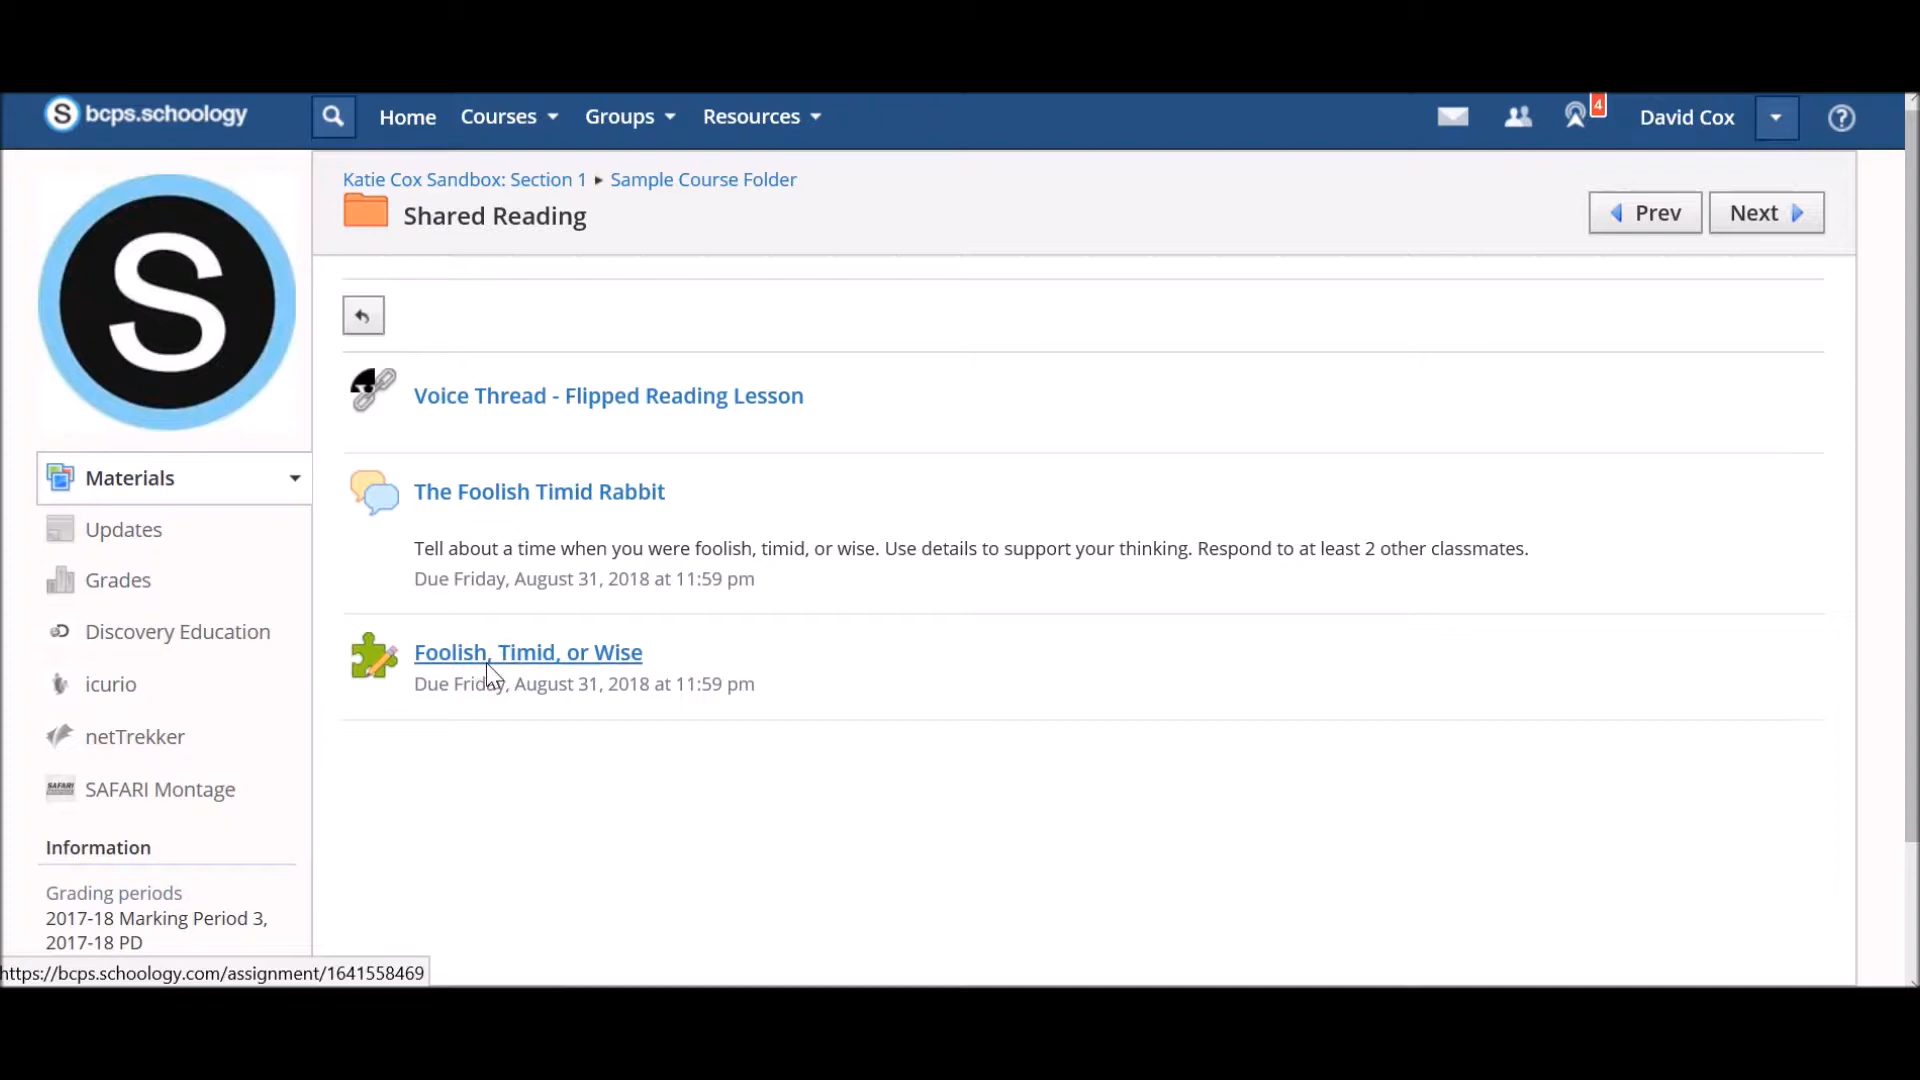 S bcps.schoology
Home Courses Groups Resources
4
David Cox
?
Katie Cox Sandbox: Section 1 ▸ Sample Course Folder
Shared Reading
Prev Next
S
Materials
Updates
Grades
Discovery Education
icurio
netTrekker
SAFARI SAFARI Montage
Information
Grading periods
2017-18 Marking Period 3,
2017-18 PD
Voice Thread - Flipped Reading Lesson
The Foolish Timid Rabbit
Tell about a time when you were foolish, timid, or wise. Use details to support your thinking. Respond to at least 2 other classmates.
Due Friday, August 31, 2018 at 11:59 pm
Foolish, Timid, or Wise
Due Friday, August 31, 2018 at 11:59 pm
https://bcps.schoology.com/assignment/1641558469